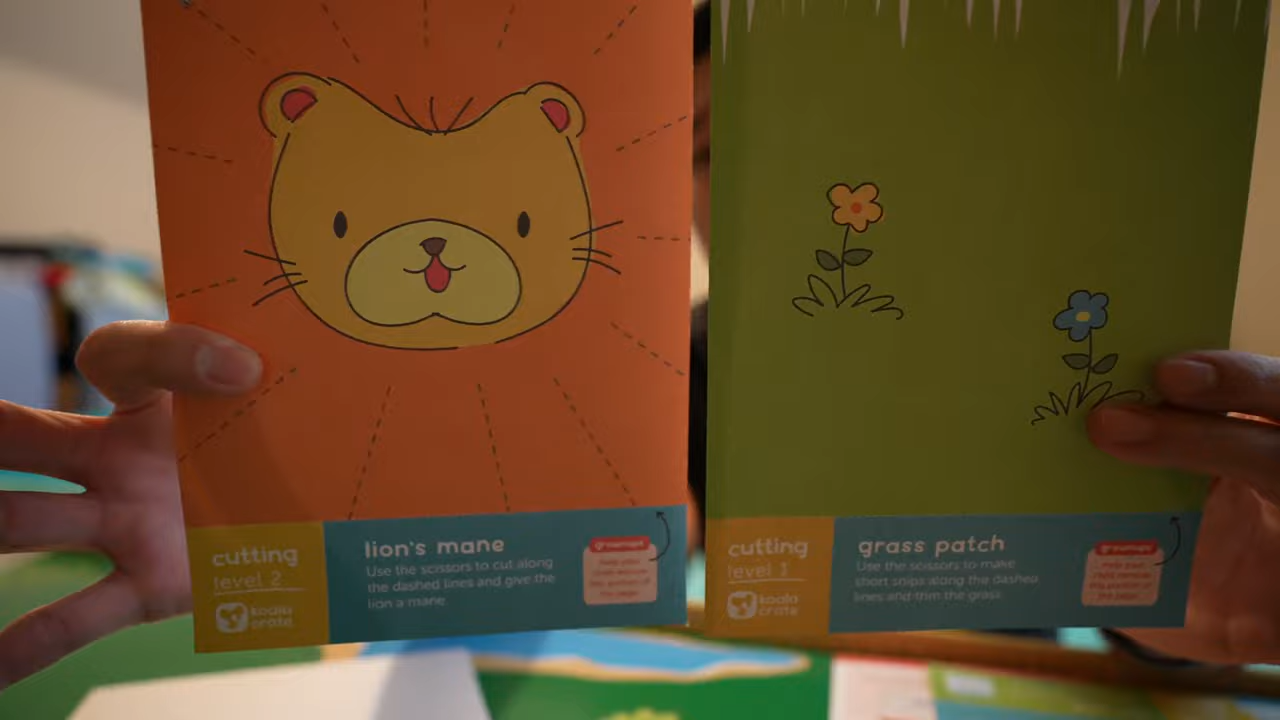 cutting
level 2
koala
crate
lion's mane
Use the scissors to cut along
the dashed lines and give the
lion a mane
cutting
level 1
koala
crate
grass patch
Use the scissors to make
short snips along the dashed
lines and trim the grass.